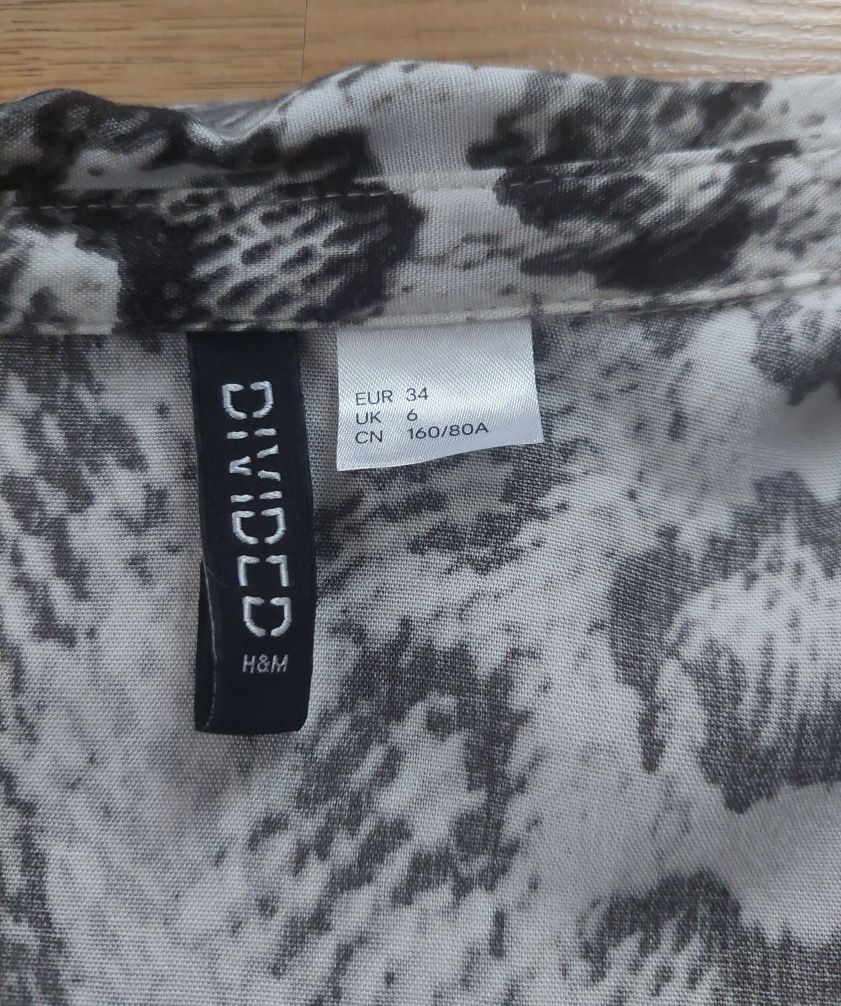 DIVIDED
H&M
EUR 34
UK 6
CN 160/80A